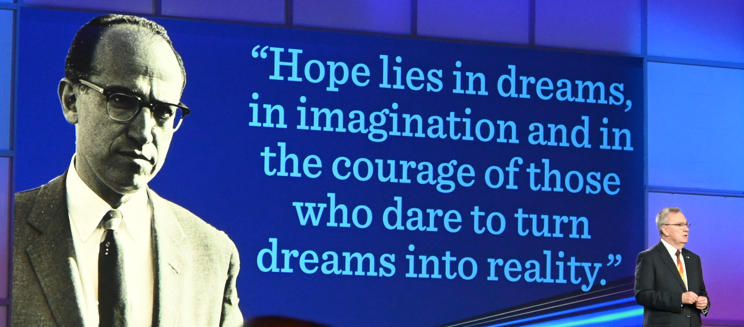 “Hope lies in dreams,
in imagination and in
the courage of those
who dare to turn
dreams into reality.”